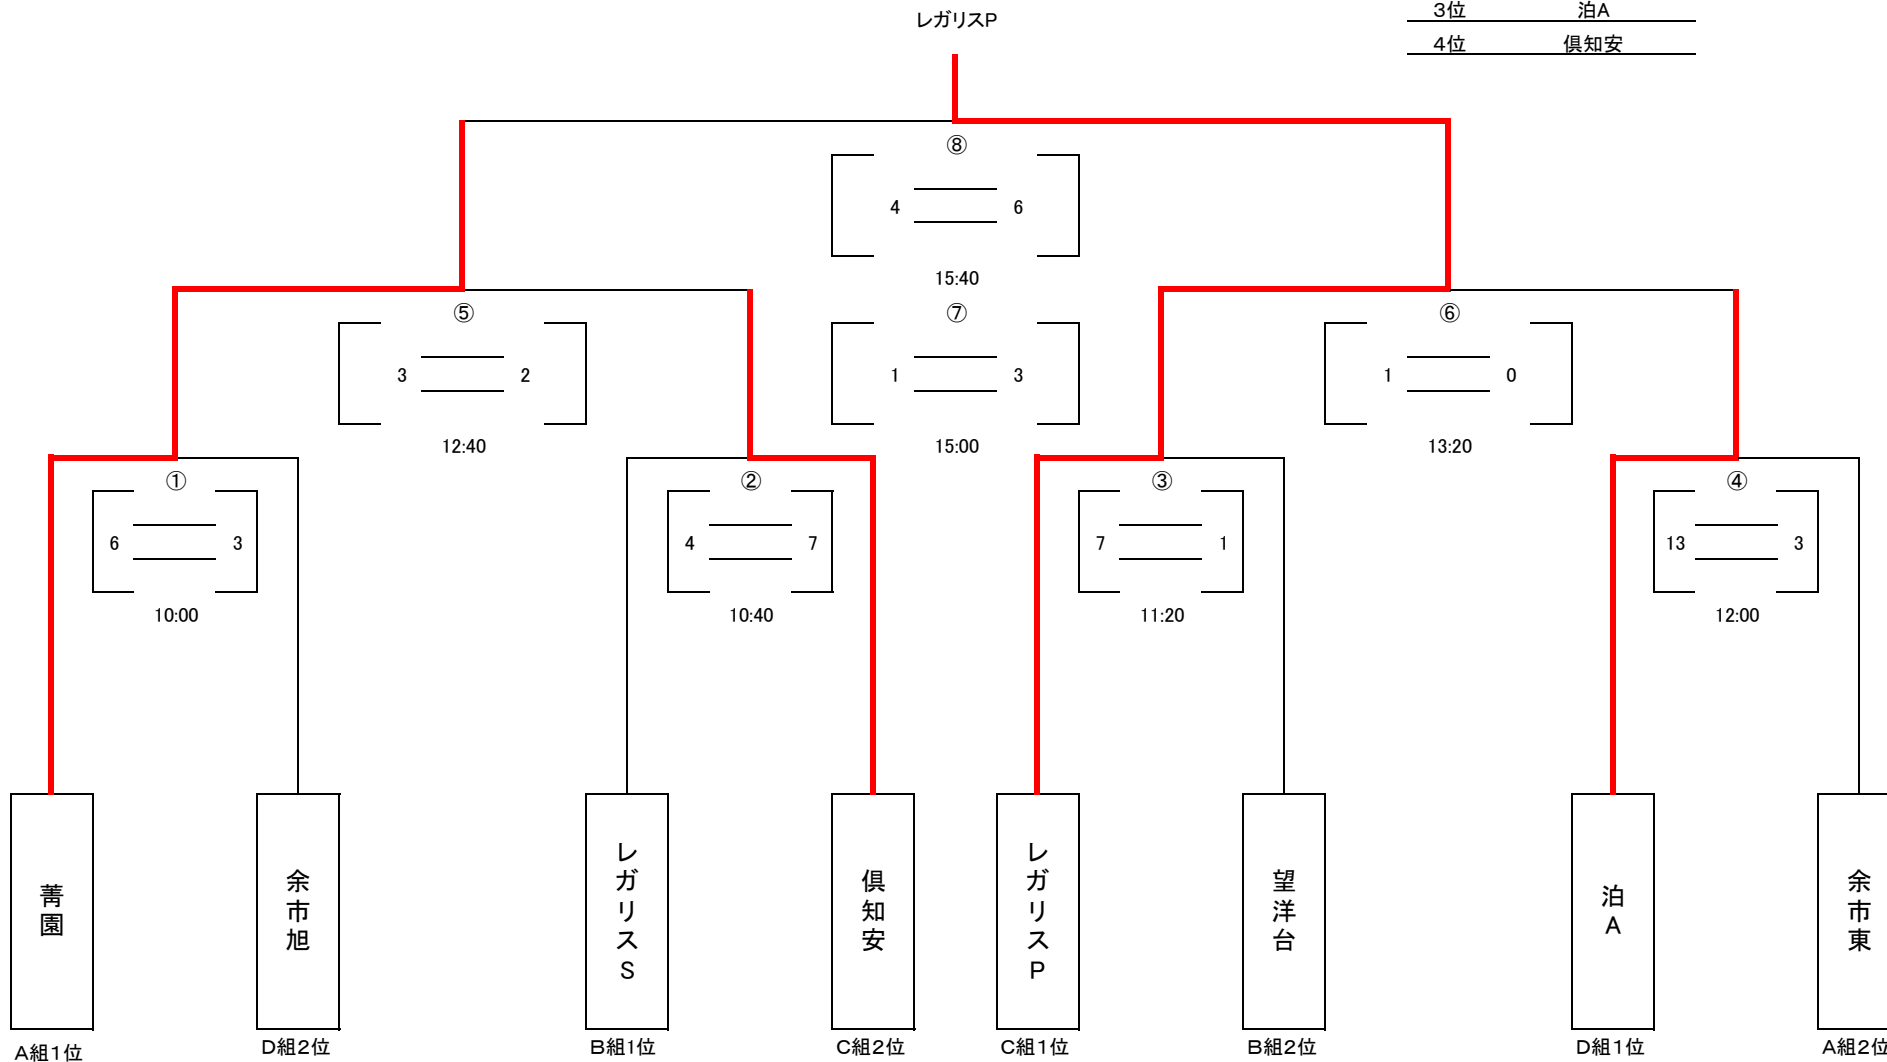 レガリスP
3位 泊A
4位 倶知安
⑧
4 6
15:40
⑤ ⑦ ⑥
3 2 1 3 1 0
12:40 15:00 13:20
① ② ③ ④
6 3 4 7 7 1 13 3
10:00 10:40 11:20 12:00
菁園
余市旭
レガリスS
倶知安
レガリスP
望洋台
泊A
余市東
A組1位 D組2位 B組1位 C組2位 C組1位 B組2位 D組1位 A組2位